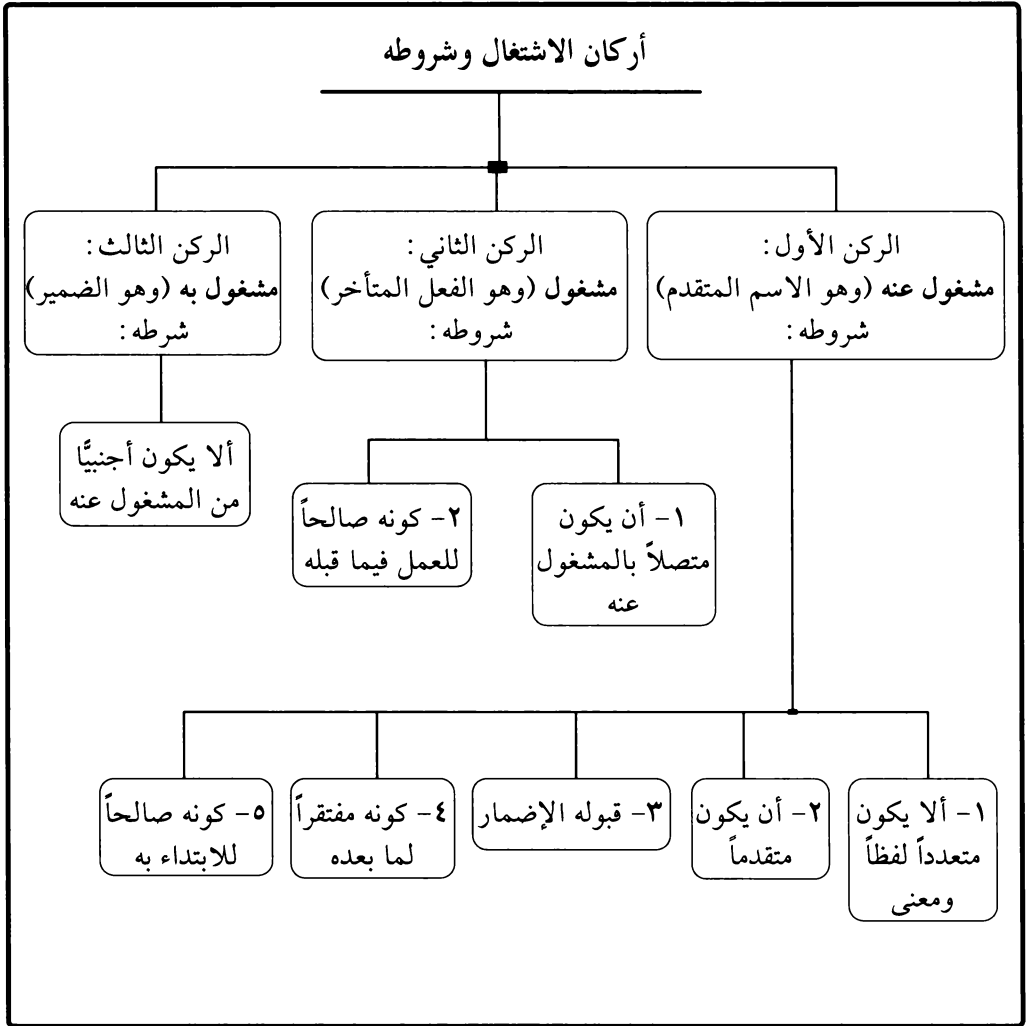 أركان الاشتغال وشروطه
الركن الأول:
مشغول عنه (وهو الاسم المتقدم)
شروطه:
الركن الثاني:
مشغول (وهو الفعل المتأخر)
شروطه:
الركن الثالث:
مشغول به (وهو الضمير)
شرطه:
ألا يكون أجنبيًّا
من المشغول عنه
١- أن يكون
متصلاً بالمشغول
عنه
٢- كونه صالحاً
للعمل فيما قبله
١- ألا يكون
متعدداً لفظاً
ومعنى
٢- أن يكون
متقدماً
٣- قبوله الإضمار
٤- كونه مفتقراً
لما بعده
٥- كونه صالحاً
للابتداء به